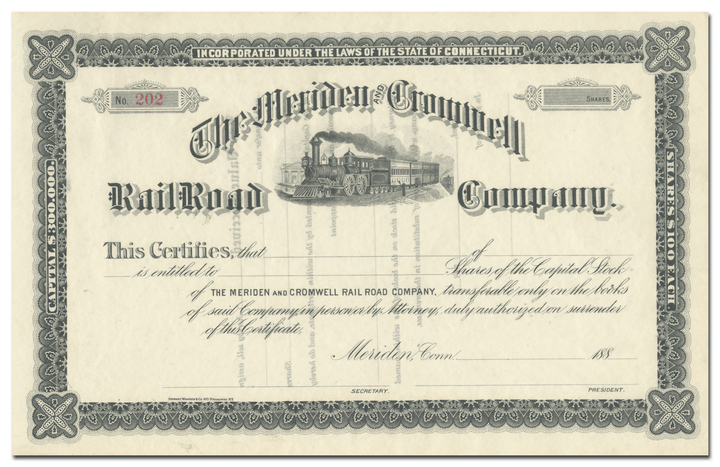 INCORPORATED UNDER THE LAWS OF THE STATE OF CONNECTICUT.
No. 202
SHARES.
The Meriden AND Cromwell
RailRoad Company.
CAPITAL $300,000.
SHARES $100 EACH
This Certifies, that of
is entitled to Shares of the Capital Stock
of THE MERIDEN AND CROMWELL RAIL ROAD COMPANY, transferable only on the books
of said Company in person or by Attorney, duly authorized on surrender
of this Certificate.
Meriden, Conn. 188
SECRETARY. PRESIDENT.